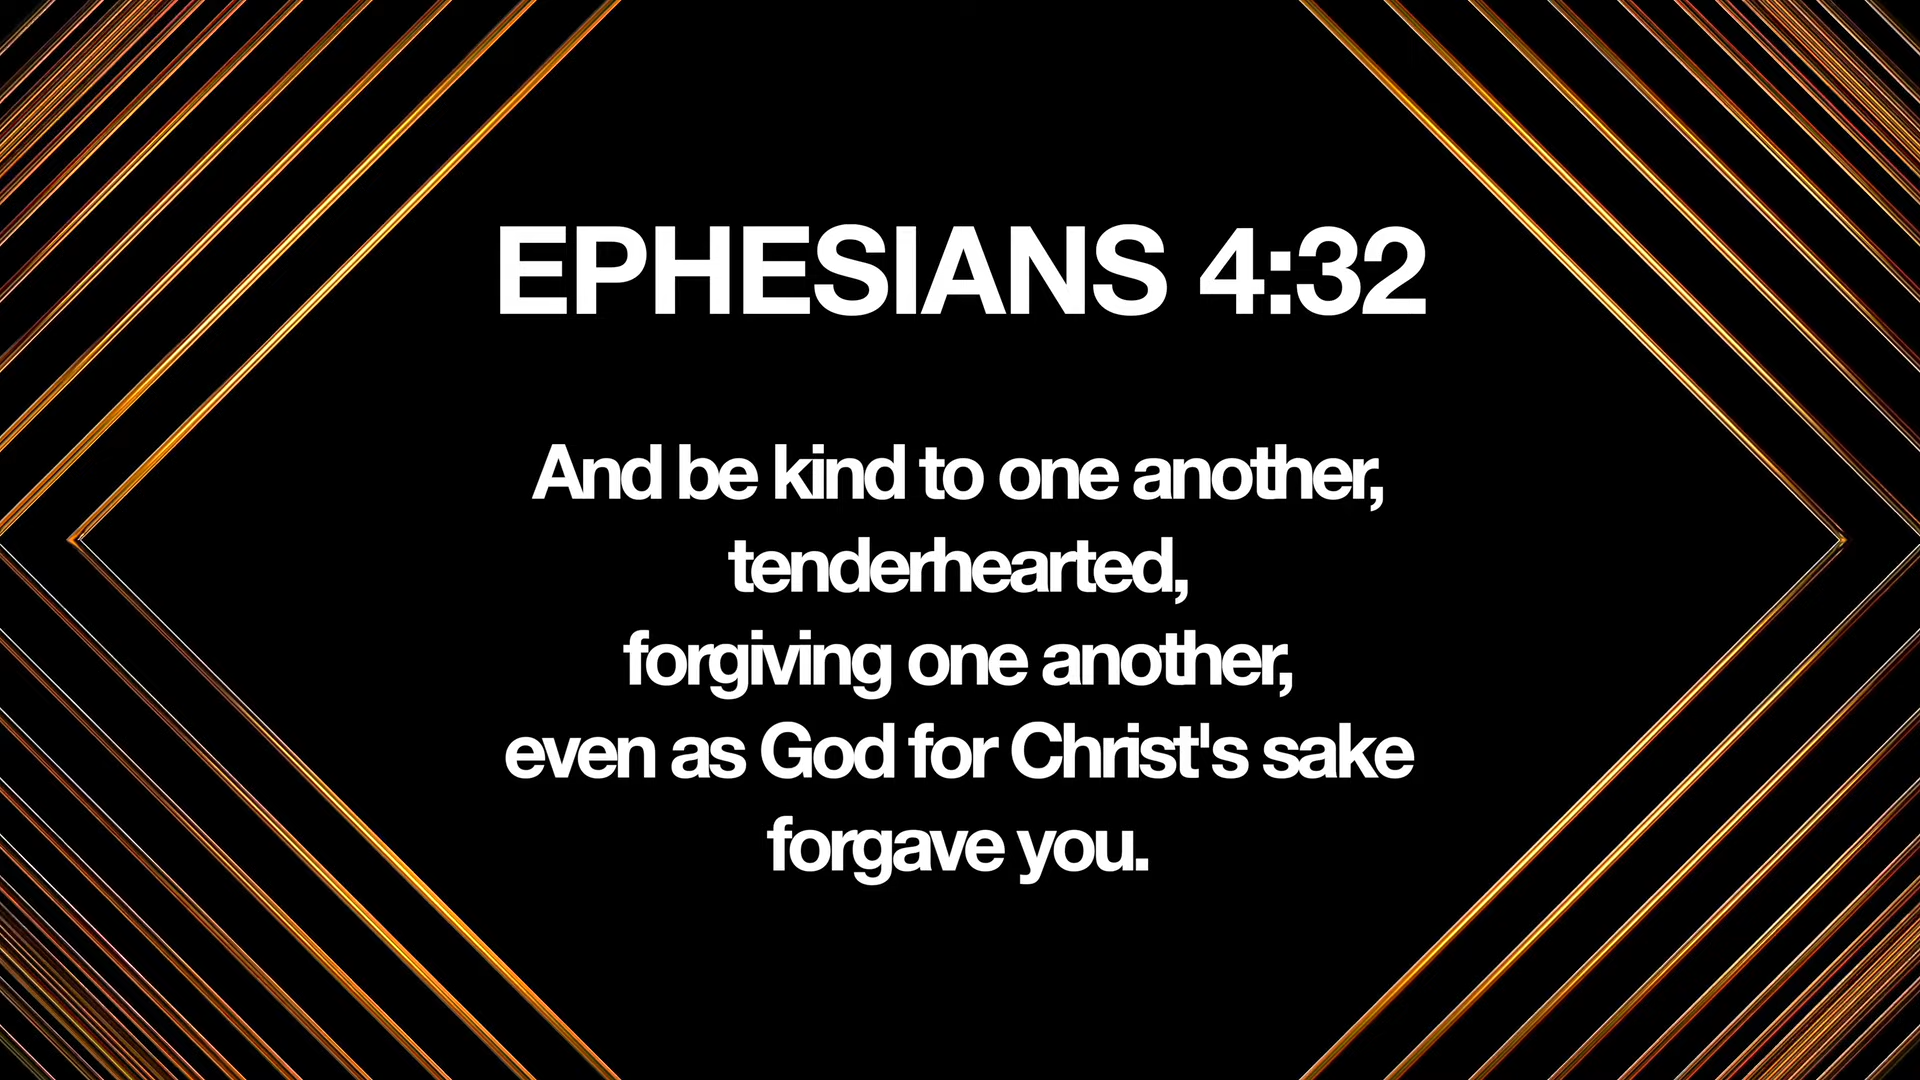 EPHESIANS 4:32
And be kind to one another,
tenderhearted,
forgiving one another,
even as God for Christ's sake
forgave you.